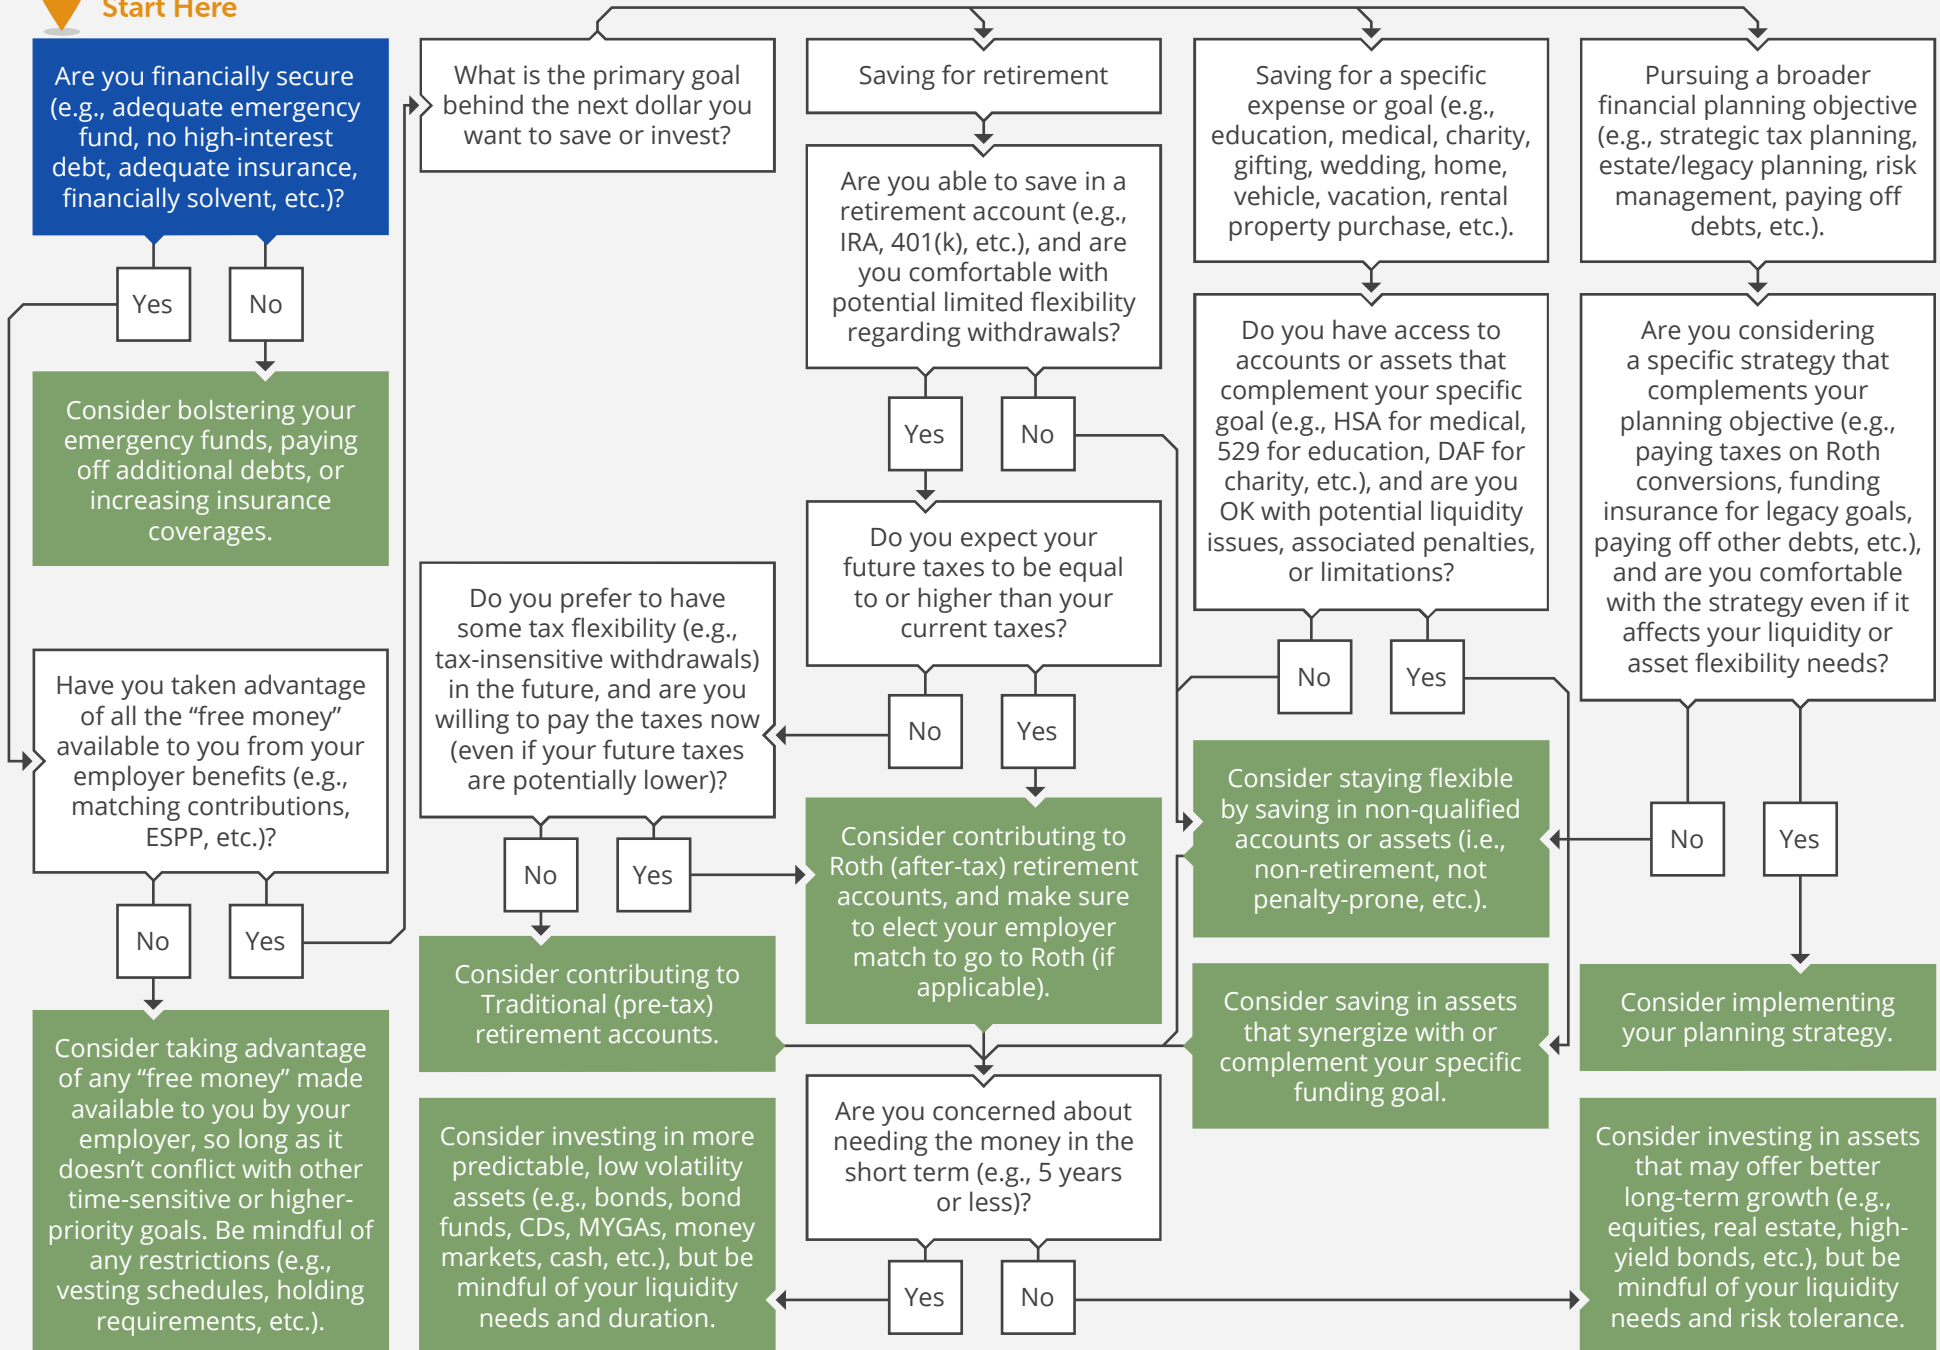 Start Here
Are you financially secure
(e.g., adequate emergency
fund, no high-interest
debt, adequate insurance,
financially solvent, etc.)?
Yes
No
Consider bolstering your
emergency funds, paying
off additional debts, or
increasing insurance
coverages.
Have you taken advantage
of all the “free money”
available to you from your
employer benefits (e.g.,
matching contributions,
ESPP, etc.)?
No
Yes
Consider taking advantage
of any “free money” made
available to you by your
employer, so long as it
doesn’t conflict with other
time-sensitive or higher-
priority goals. Be mindful of
any restrictions (e.g.,
vesting schedules, holding
requirements, etc.).
What is the primary goal
behind the next dollar you
want to save or invest?
Saving for retirement
Are you able to save in a
retirement account (e.g.,
IRA, 401(k), etc.), and are
you comfortable with
potential limited flexibility
regarding withdrawals?
Yes
No
Do you expect your
future taxes to be equal
to or higher than your
current taxes?
No
Yes
Do you prefer to have
some tax flexibility (e.g.,
tax-insensitive withdrawals)
in the future, and are you
willing to pay the taxes now
(even if your future taxes
are potentially lower)?
No
Yes
Consider contributing to
Traditional (pre-tax)
retirement accounts.
Consider contributing to
Roth (after-tax) retirement
accounts, and make sure
to elect your employer
match to go to Roth (if
applicable).
Saving for a specific
expense or goal (e.g.,
education, medical, charity,
gifting, wedding, home,
vehicle, vacation, rental
property purchase, etc.).
Do you have access to
accounts or assets that
complement your specific
goal (e.g., HSA for medical,
529 for education, DAF for
charity, etc.), and are you
OK with potential liquidity
issues, associated penalties,
or limitations?
No
Yes
Consider staying flexible
by saving in non-qualified
accounts or assets (i.e.,
non-retirement, not
penalty-prone, etc.).
Consider saving in assets
that synergize with or
complement your specific
funding goal.
Pursuing a broader
financial planning objective
(e.g., strategic tax planning,
estate/legacy planning, risk
management, paying off
debts, etc.).
Are you considering
a specific strategy that
complements your
planning objective (e.g.,
paying taxes on Roth
conversions, funding
insurance for legacy goals,
paying off other debts, etc.),
and are you comfortable
with the strategy even if it
affects your liquidity or
asset flexibility needs?
No
Yes
Consider implementing
your planning strategy.
Are you concerned about
needing the money in the
short term (e.g., 5 years
or less)?
Yes
No
Consider investing in more
predictable, low volatility
assets (e.g., bonds, bond
funds, CDs, MYGAs, money
markets, cash, etc.), but be
mindful of your liquidity
needs and duration.
Consider investing in assets
that may offer better
long-term growth (e.g.,
equities, real estate, high-
yield bonds, etc.), but be
mindful of your liquidity
needs and risk tolerance.